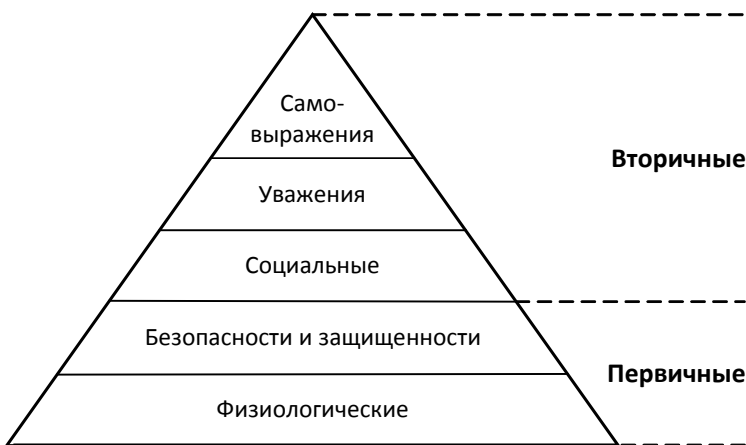 Само-
выражения
Вторичные
Уважения
Социальные
Безопасности и защищенности
Первичные
Физиологические